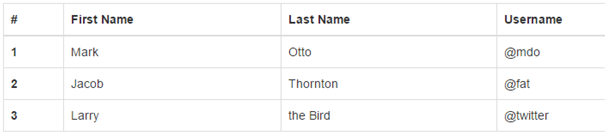 # First Name Last Name Username
1 Mark Otto @mdo
2 Jacob Thornton @fat
3 Larry the Bird @twitter